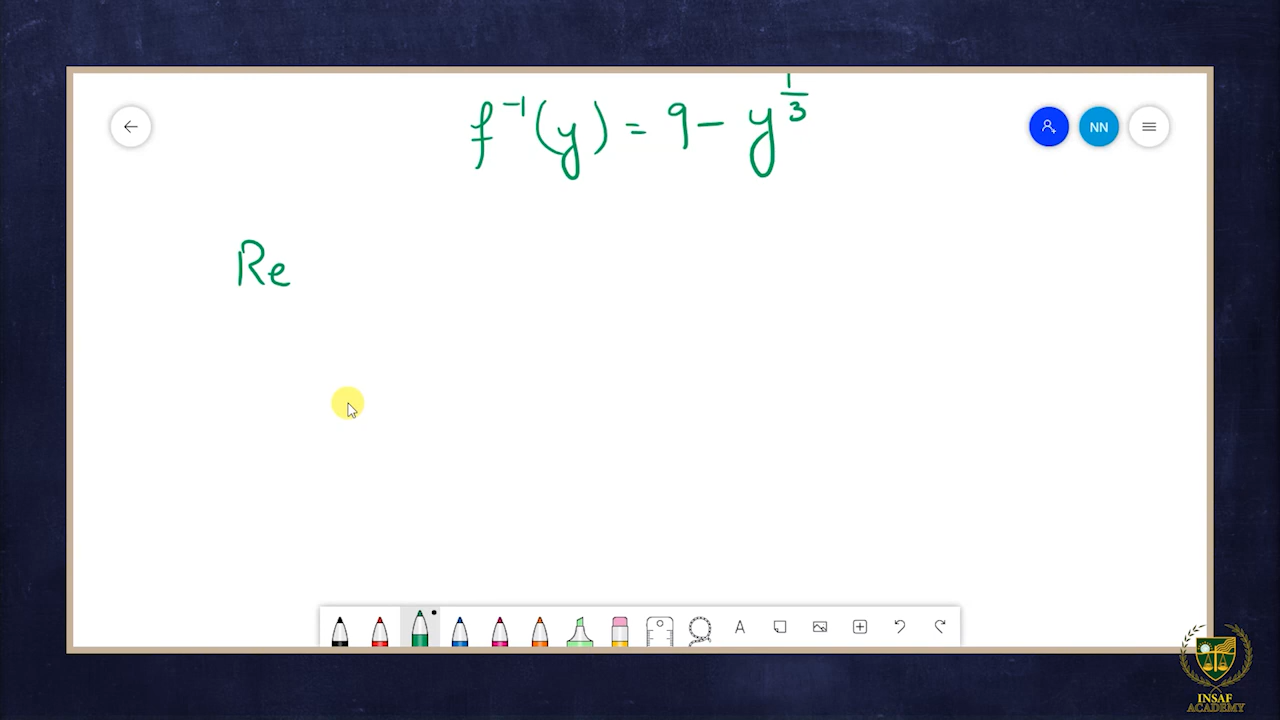 f⁻¹(y) = 9 - y^(1/3)
NN
Re
A
INSAF
ACADEMY